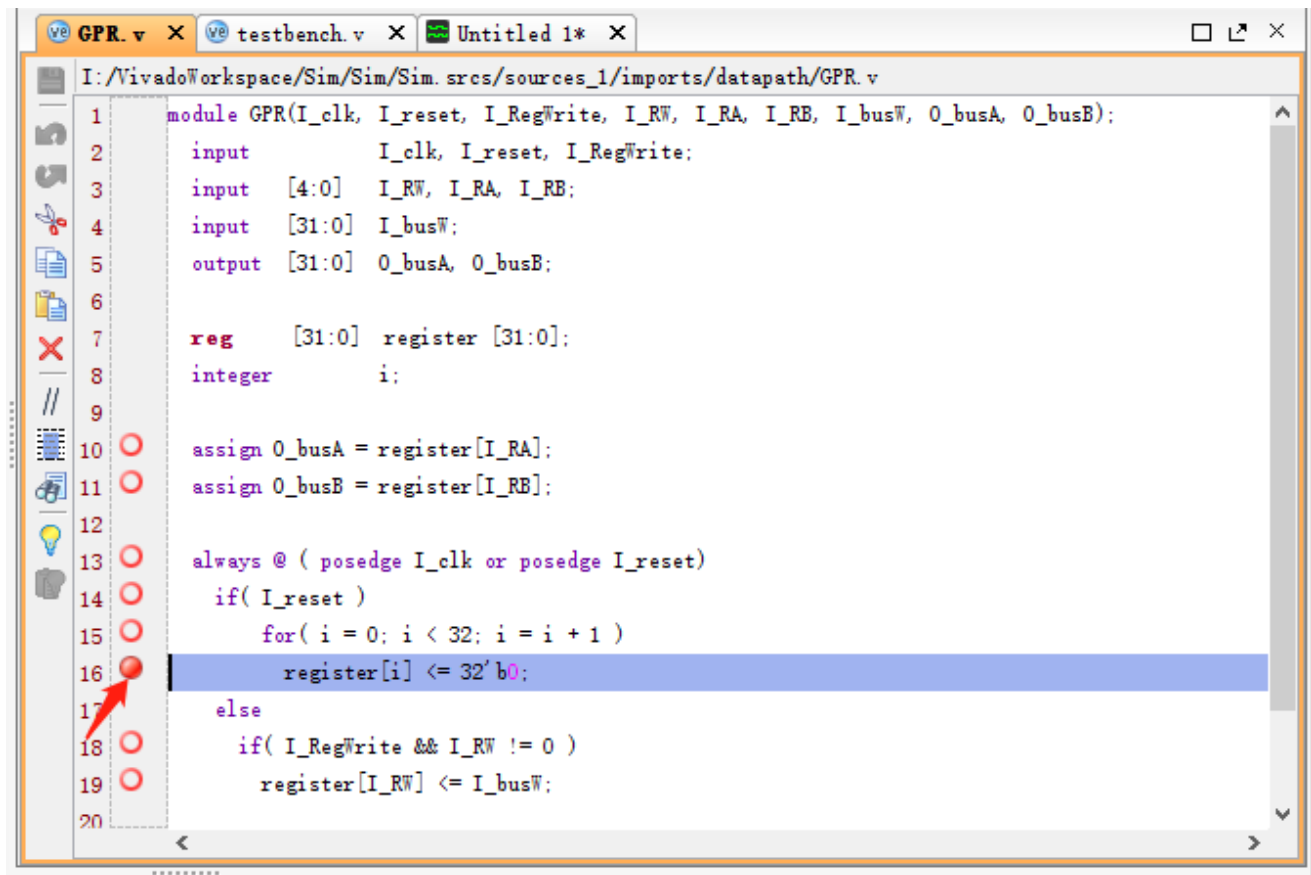 GPR. v testbench. v Untitled 1*
I:/VivadoWorkspace/Sim/Sim/Sim. srcs/sources_1/imports/datapath/GPR. v
1 module GPR(I_clk, I_reset, I_RegWrite, I_RW, I_RA, I_RB, I_busW, O_busA, O_busB);
2 input I_clk, I_reset, I_RegWrite;
3 input [4:0] I_RW, I_RA, I_RB;
4 input [31:0] I_busW;
5 output [31:0] O_busA, O_busB;
6
7 reg [31:0] register [31:0];
8 integer i;
9
10 assign O_busA = register[I_RA];
11 assign O_busB = register[I_RB];
12
13 always @ ( posedge I_clk or posedge I_reset)
14 if( I_reset )
15 for( i = 0; i < 32; i = i + 1 )
16 register[i] <= 32'b0;
17 else
18 if( I_RegWrite && I_RW != 0 )
19 register[I_RW] <= I_busW;
20